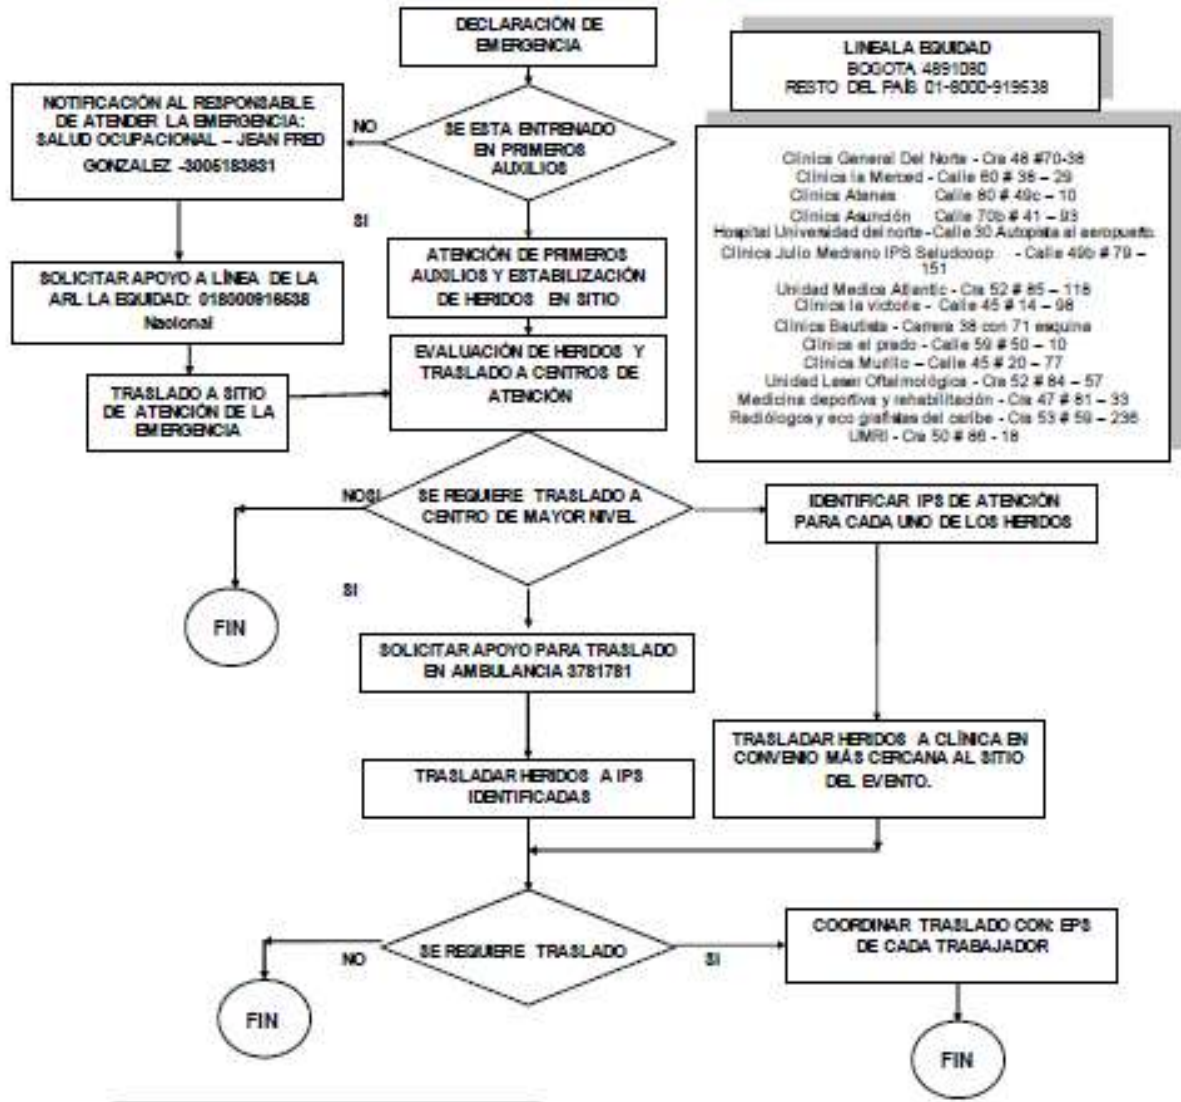 DECLARACIÓN DE
EMERGENCIA
LINEALA EQUIDAD
BOGOTA 4891080
RESTO DEL PAÍS 01-8000-919538
NOTIFICACIÓN AL RESPONSABLE
DE ATENDER LA EMERGENCIA:
SALUD OCUPACIONAL – JEAN FRED
GONZALEZ -3005183631
NO
SE ESTA ENTRENADO
EN PRIMEROS
AUXILIOS
SI
Clínica General Del Norte - Cra 48 #70-38
Clínica la Merced - Calle 60 # 38 – 29
Clínica Atenas Calle 80 # 49c – 10
Clínica Asunción Calle 70b # 41 – 93
Hospital Universidad del norte - Calle 30 Autopista al aeropuerto.
Clínica Julio Medrano IPS Saludcoop - Calle 49b # 79 –
151
Unidad Medica Atlantic - Cra 52 # 85 – 118
Clínica la victoria - Calle 45 # 14 – 98
Clínica Bautista - Carrera 38 con 71 esquina
Clínica el prado - Calle 59 # 50 – 10
Clínica Murillo – Calle 45 # 20 – 77
Unidad Laser Oftalmológica - Cra 52 # 84 – 57
Medicina deportiva y rehabilitación - Cra 47 # 81 – 33
Radiólogos y eco grafistas del caribe - Cra 53 # 59 – 236
UMRI - Cra 50 # 86 - 18
SOLICITAR APOYO A LÍNEA DE LA
ARL LA EQUIDAD: 018000916538
Nacional
ATENCIÓN DE PRIMEROS
AUXILIOS Y ESTABILIZACIÓN
DE HERIDOS EN SITIO
TRASLADO A SITIO
DE ATENCIÓN DE LA
EMERGENCIA
EVALUACIÓN DE HERIDOS Y
TRASLADO A CENTROS DE
ATENCIÓN
NOSI
SE REQUIERE TRASLADO A
CENTRO DE MAYOR NIVEL
IDENTIFICAR IPS DE ATENCIÓN
PARA CADA UNO DE LOS HERIDOS
SI
FIN
SOLICITAR APOYO PARA TRASLADO
EN AMBULANCIA 3781781
TRASLADAR HERIDOS A IPS
IDENTIFICADAS
TRASLADAR HERIDOS A CLÍNICA EN
CONVENIO MÁS CERCANA AL SITIO
DEL EVENTO.
NO
SE REQUIERE TRASLADO
SI
COORDINAR TRASLADO CON: EPS
DE CADA TRABAJADOR
FIN
FIN